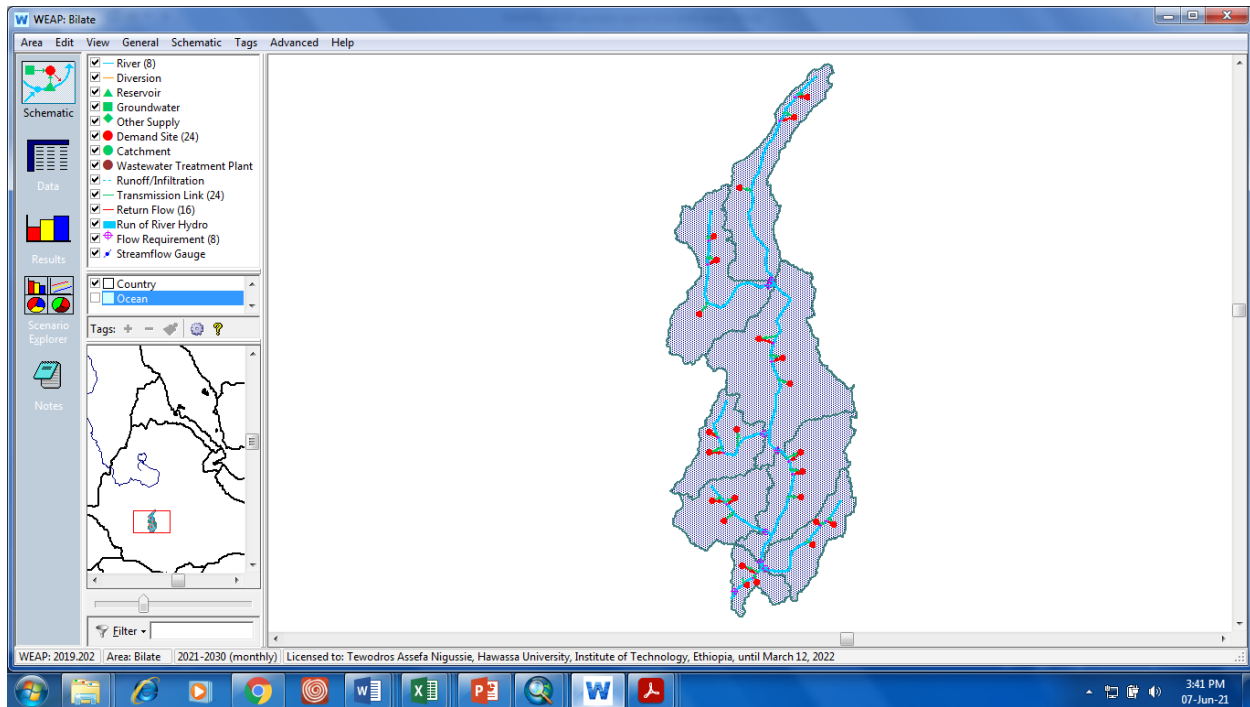 WEAP: Bilate
Area Edit View General Schematic Tags Advanced Help
Schematic
Data
Results
Scenario
Explorer
Notes
River (8)
Diversion
Reservoir
Groundwater
Other Supply
Demand Site (24)
Catchment
Wastewater Treatment Plant
Runoff/Infiltration
Transmission Link (24)
Return Flow (16)
Run of River Hydro
Flow Requirement (8)
Streamflow Gauge
Country
Ocean
Tags:
Filter
WEAP: 2019.202 Area: Bilate 2021-2030 (monthly) Licensed to: Tewodros Assefa Nigussie, Hawassa University, Institute of Technology, Ethiopia, until March 12, 2022
3:41 PM
07-Jun-21